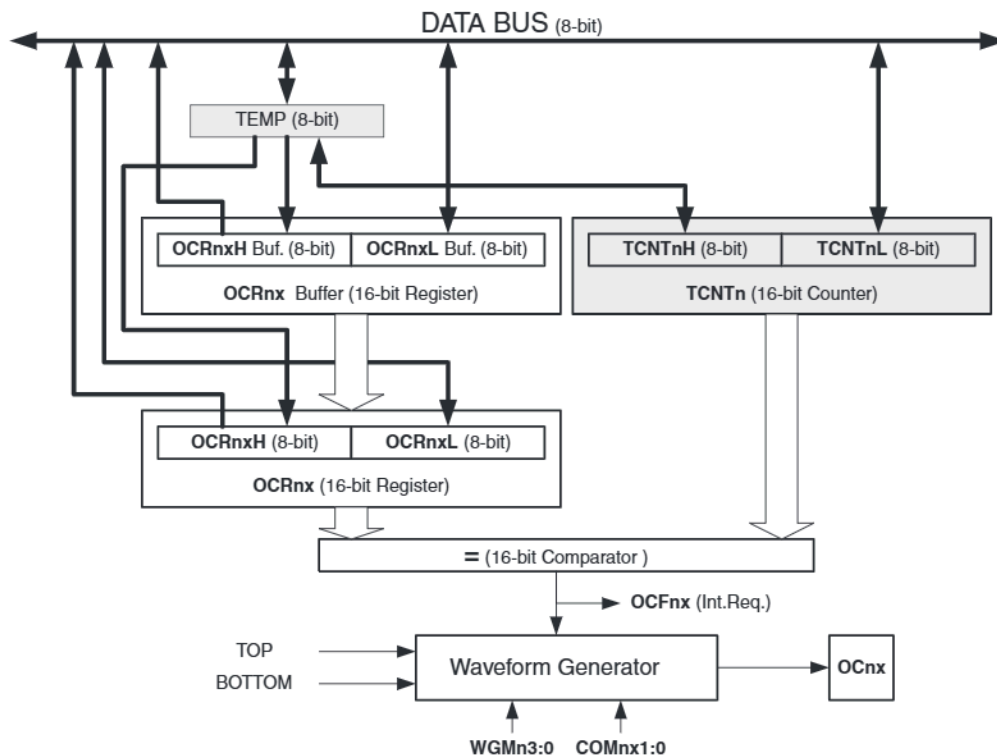 DATA BUS (8-bit)
TEMP (8-bit)
OCRnxH Buf. (8-bit) OCRnxL Buf. (8-bit)
TCNTnH (8-bit) TCNTnL (8-bit)
OCRnx Buffer (16-bit Register)
TCNTn (16-bit Counter)
OCRnxH (8-bit) OCRnxL (8-bit)
OCRnx (16-bit Register)
= (16-bit Comparator )
OCFnx (Int.Req.)
TOP
BOTTOM
Waveform Generator
OCnx
WGMn3:0 COMnx1:0